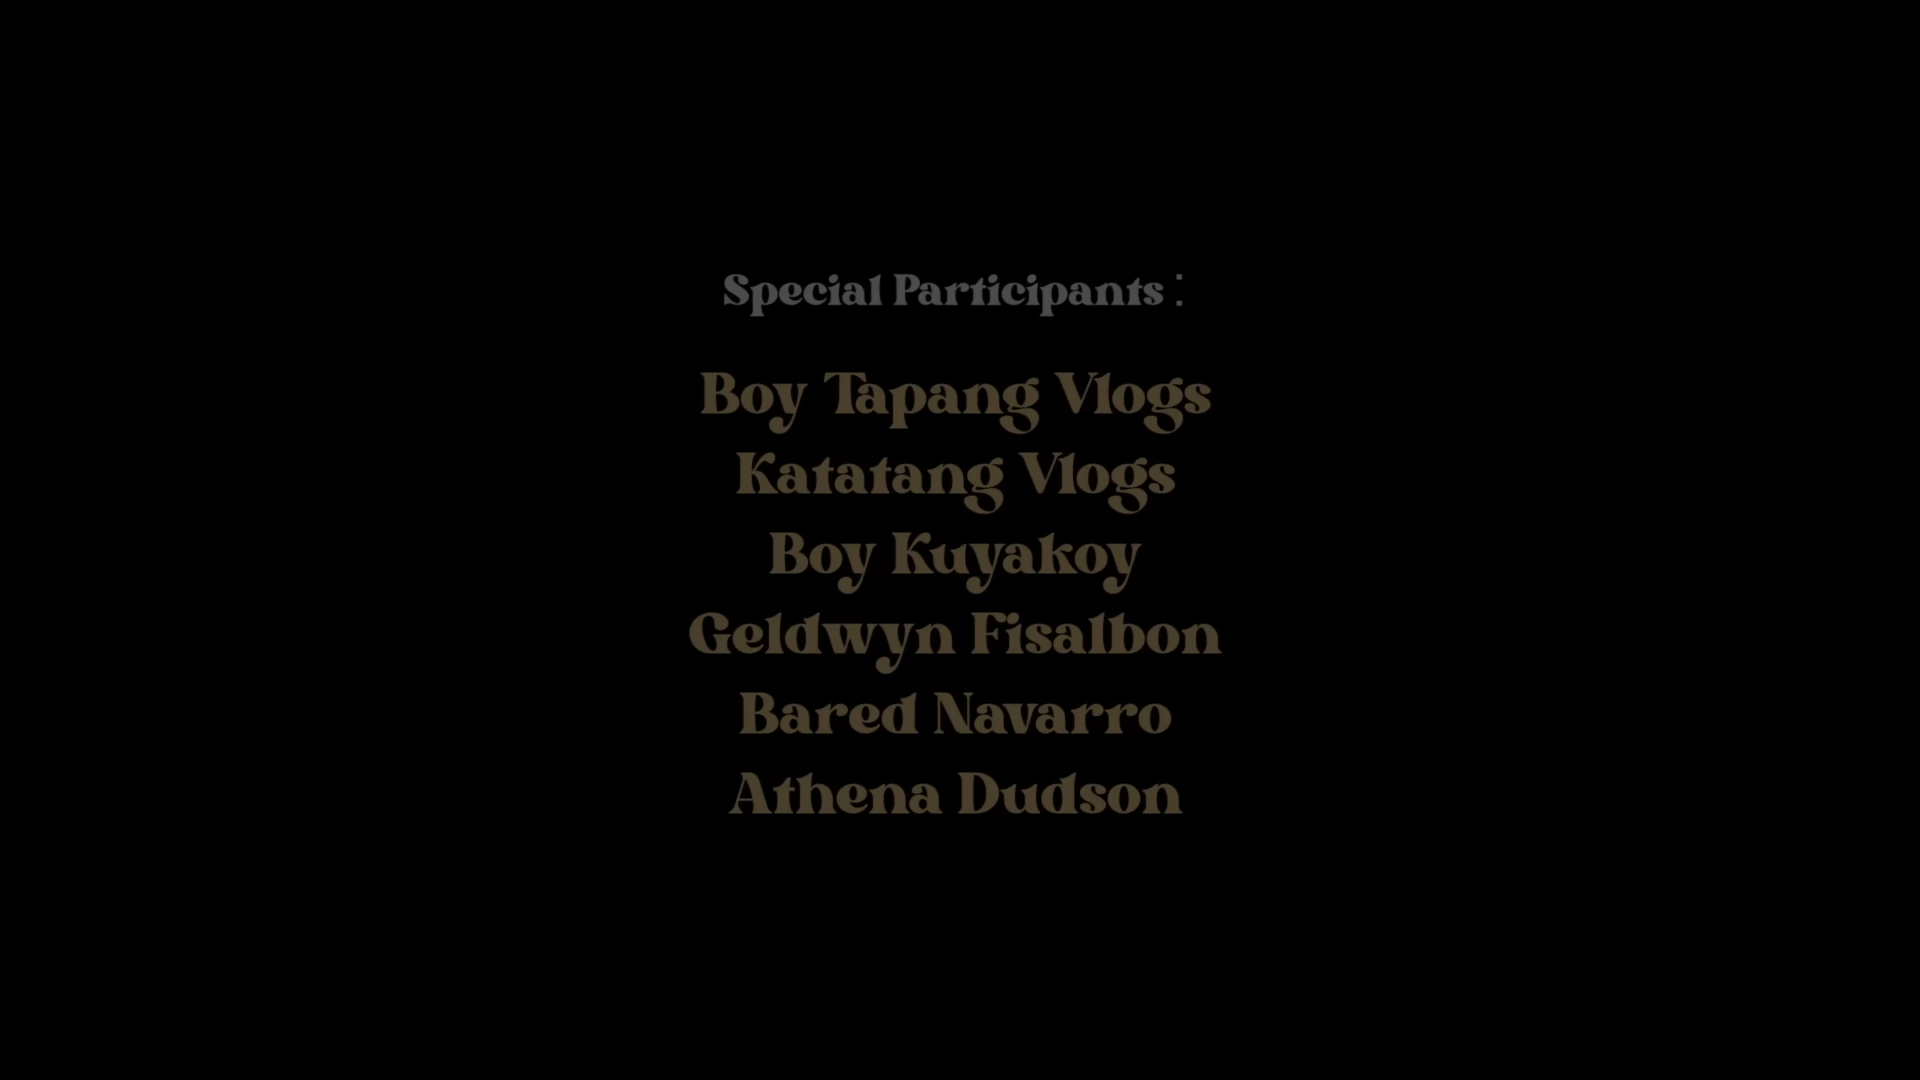 Special Participants :
Boy Tapang Vlogs
Katatang Vlogs
Boy Kuyakoy
Geldwyn Fisalbon
Bared Navarro
Athena Dudson